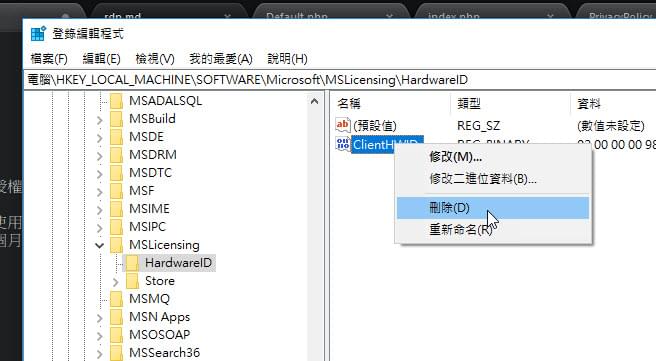 rdp.md
Default.php
index.php
PrivacyPolicy
登錄編輯程式
檔案(F) 編輯(E) 檢視(V) 我的最愛(A) 說明(H)
電腦\HKEY_LOCAL_MACHINE\SOFTWARE\Microsoft\MSLicensing\HardwareID
MSADALSQL
MSBuild
MSDE
MSDRM
MSDTC
MSF
MSIME
MSIPC
MSLicensing
HardwareID
Store
MSMQ
MSN Apps
MSOSOAP
MSSearch36
名稱 類型 資料
(預設值) REG_SZ (數值未設定)
ClientHWID REG_BINARY 00 00 00 98
修改(M)...
修改二進位資料(B)...
刪除(D)
重新命名(R)
授權
使用
個月